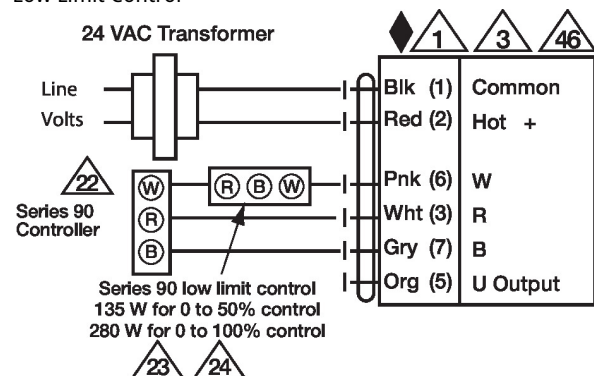 Low Limit Control
24 VAC Transformer
1 3 46
Line
Volts
Blk (1) Common
Red (2) Hot +
22
Series 90
Controller
W
R
B
R B W
Pnk (6) W
Wht (3) R
Gry (7) B
Org (5) U Output
Series 90 low limit control
135 W for 0 to 50% control
280 W for 0 to 100% control
23 24